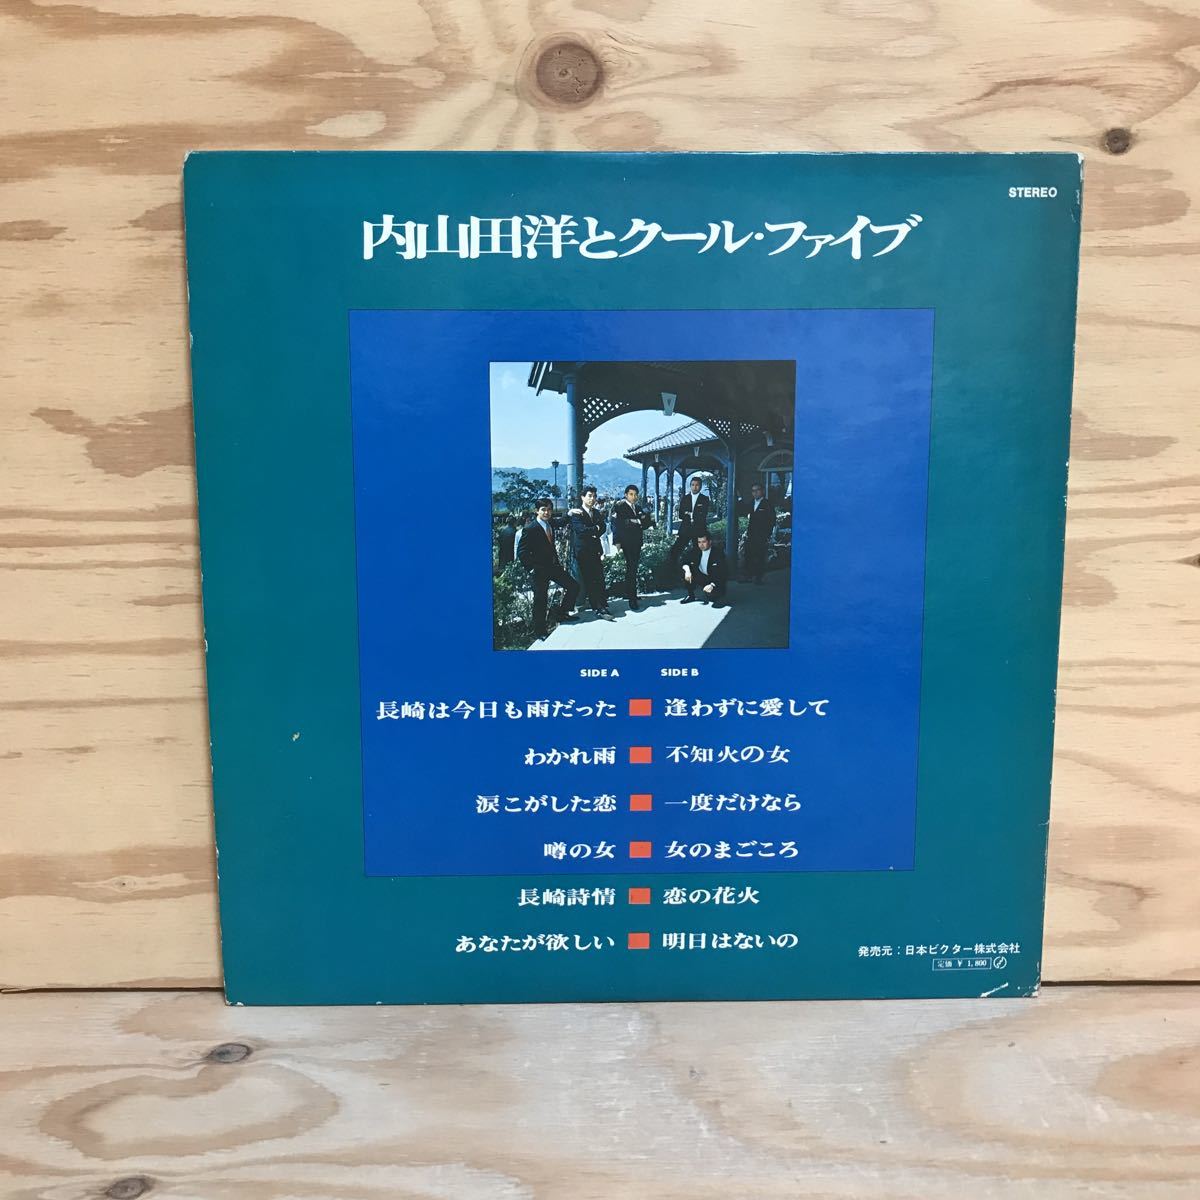 STEREO
内山田洋とクール・ファイブ
SIDE A SIDE B
長崎は今日も雨だった ■ 逢わずに愛して
わかれ雨 ■ 不知火の女
涙こがした恋 ■ 一度だけなら
噂の女 ■ 女のまごころ
長崎詩情 ■ 恋の花火
あなたが欲しい ■ 明日はないの
発売元：日本ビクター株式会社
定価 ￥1,800